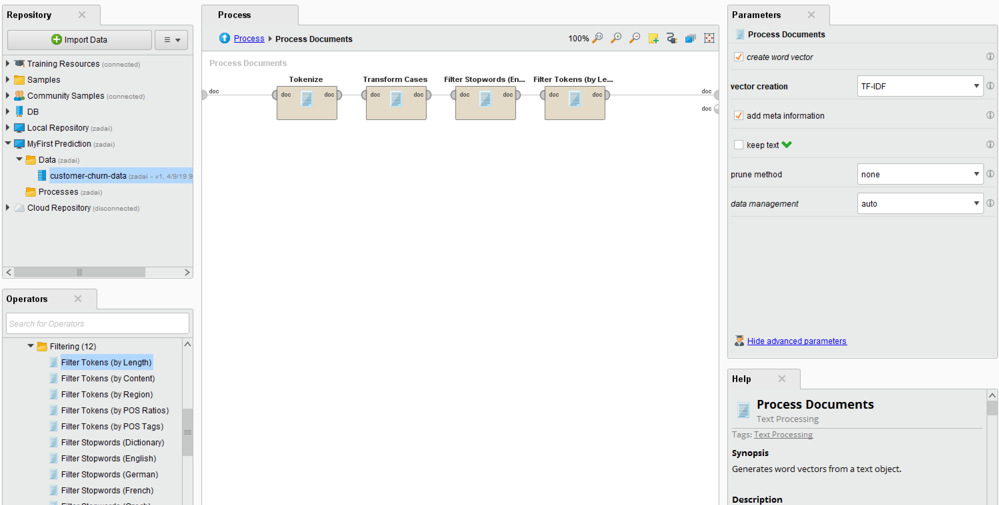 Repository
Import Data
Training Resources (connected)
Samples
Community Samples (connected)
DB
Local Repository (zadai)
MyFirst Prediction (zadai)
Data (zadai)
customer-churn-data (zadai - v1, 4/9/19 9
Processes (zadai)
Cloud Repository (disconnected)
Operators
Search for Operators
Filtering (12)
Filter Tokens (by Length)
Filter Tokens (by Content)
Filter Tokens (by Region)
Filter Tokens (by POS Ratios)
Filter Tokens (by POS Tags)
Filter Stopwords (Dictionary)
Filter Stopwords (English)
Filter Stopwords (German)
Filter Stopwords (French)
Process
Process Process Documents
100%
Process Documents
Tokenize Transform Cases Filter Stopwords (En... Filter Tokens (by Le...
doc doc doc doc doc doc doc doc doc doc
doc
Parameters
Process Documents
create word vector
vector creation TF-IDF
add meta information
keep text
prune method none
data management auto
Hide advanced parameters
Help
Process Documents
Text Processing
Tags: Text Processing
Synopsis
Generates word vectors from a text object.
Description